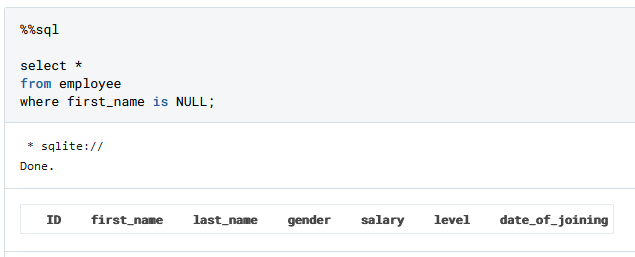 %%sql
select *
from employee
where first_name is NULL;
* sqlite://
Done.
ID first_name last_name gender salary level date_of_joining